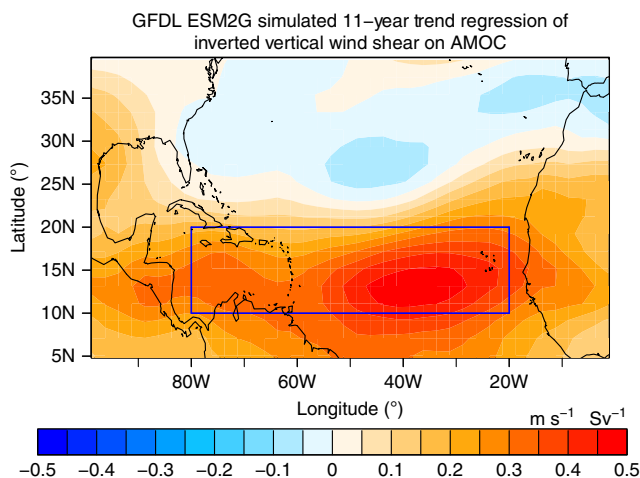 GFDL ESM2G simulated 11−year trend regression of
inverted vertical wind shear on AMOC
35N
30N
25N
20N
15N
10N
5N
Latitude (°)
80W 60W 40W 20W
Longitude (°)
m s−1 Sv−1
−0.5 −0.4 −0.3 −0.2 −0.1 0 0.1 0.2 0.3 0.4 0.5